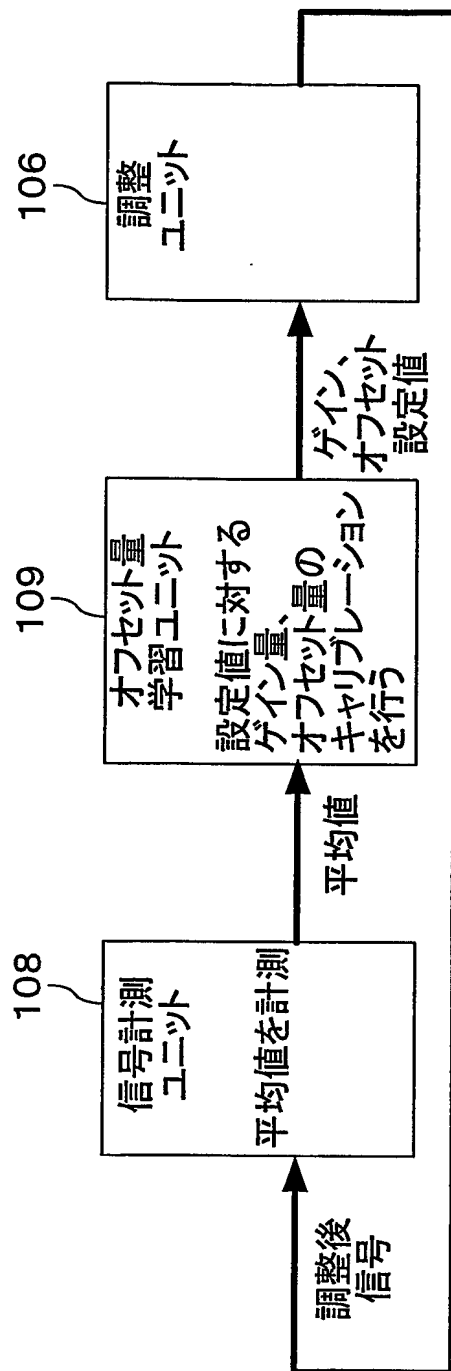 調整後
信号
108
信号計測
ユニット
平均値を計測
平均値
109
オフセット量
学習ユニット
設定値に対する
ゲイン量、
オフセット量の
キャリブレーション
を行う
ゲイン、
オフセット
設定値
106
調整
ユニット